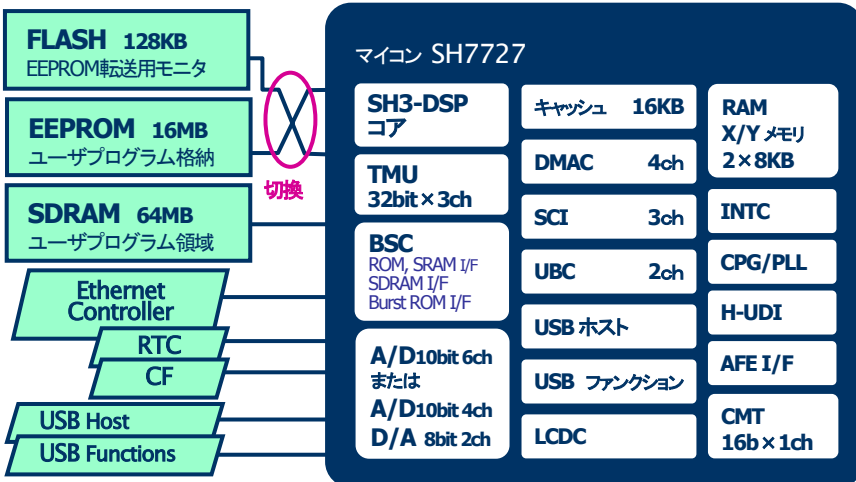 FLASH 128KB
EEPROM転送用モニタ
EEPROM 16MB
ユーザプログラム格納
切換
SDRAM 64MB
ユーザプログラム領域
Ethernet
Controller
RTC
CF
USB Host
USB Functions
マイコン SH7727
SH3-DSP
コア
TMU
32bit×3ch
BSC
ROM, SRAM I/F
SDRAM I/F
Burst ROM I/F
A/D10bit 6ch
または
A/D10bit 4ch
D/A 8bit 2ch
キャッシュ 16KB
DMAC 4ch
SCI 3ch
UBC 2ch
USB ホスト
USB ファンクション
LCDC
RAM
X/Y メモリ
2×8KB
INTC
CPG/PLL
H-UDI
AFE I/F
CMT
16b×1ch